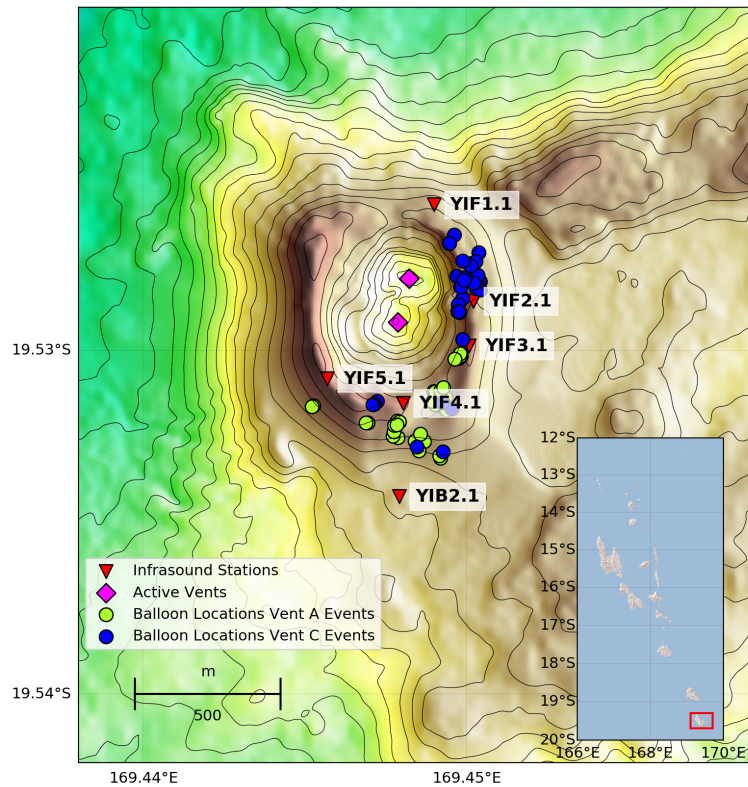 YIF1.1
YIF2.1
19.53°S
YIF3.1
YIF5.1
YIF4.1
YIB2.1
12°S
13°S
14°S
15°S
16°S
17°S
18°S
19°S
20°S
166°E
168°E
170°E
Infrasound Stations
Active Vents
Balloon Locations Vent A Events
Balloon Locations Vent C Events
m
500
19.54°S
169.44°E
169.45°E